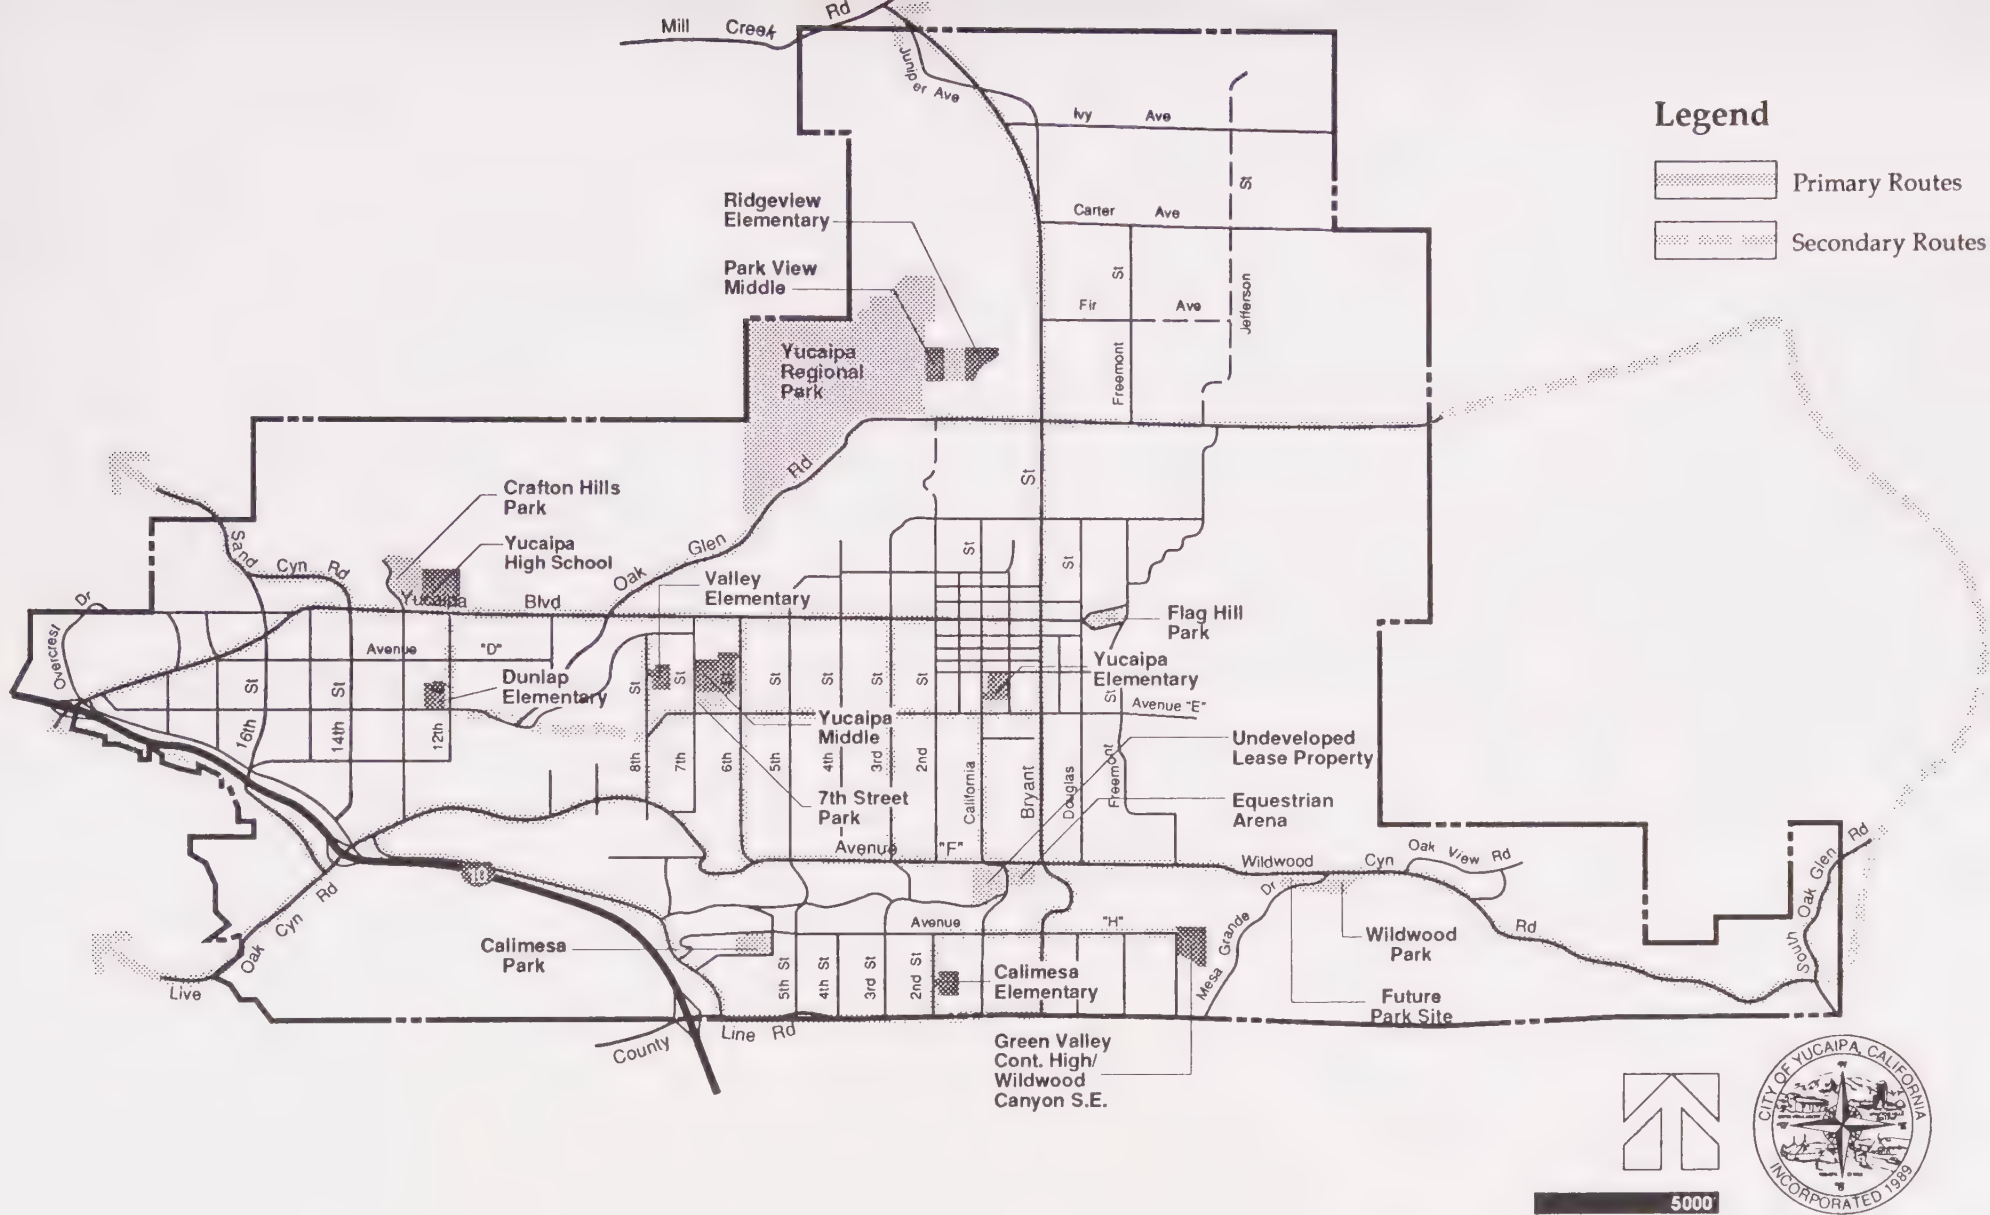 Mill Creek Rd
Juniper Ave
Ivy Ave
Legend
Primary Routes
Secondary Routes
St
Ridgeview
Elementary
Carter Ave
Park View
Middle
St
Fir Ave
Jefferson
Yucaipa
Regional
Park
Freemont
Rd
St
Crafton Hills
Park
Sand Cyn Rd
Yucaipa
High School
Glen
Oak
St
St
Valley
Elementary
Dr
Overcrest
Yucaipa Blvd
Flag Hill
Park
Avenue "D"
Yucaipa
Elementary
Dunlap
Elementary
St
St
St
St
St
St
St
St
St
St
Avenue "E"
16th
14th
12th
Yucaipa
Middle
8th
7th
6th
5th
4th
3rd
2nd
California
Bryant
Douglas
Freemont
Undeveloped
Lease Property
7th Street
Park
Equestrian
Arena
Avenue "F"
Wildwood Cyn Rd
Oak View Rd
South Oak Glen Rd
10
Live Oak Cyn Rd
Mesa Grande Dr
Avenue "H"
Calimesa
Park
Wildwood
Park
5th St
4th St
3rd St
2nd St
Calimesa
Elementary
Future
Park Site
County Line Rd
Green Valley
Cont. High/
Wildwood
Canyon S.E.
CITY OF YUCAIPA, CALIFORNIA
INCORPORATED 1989
5000